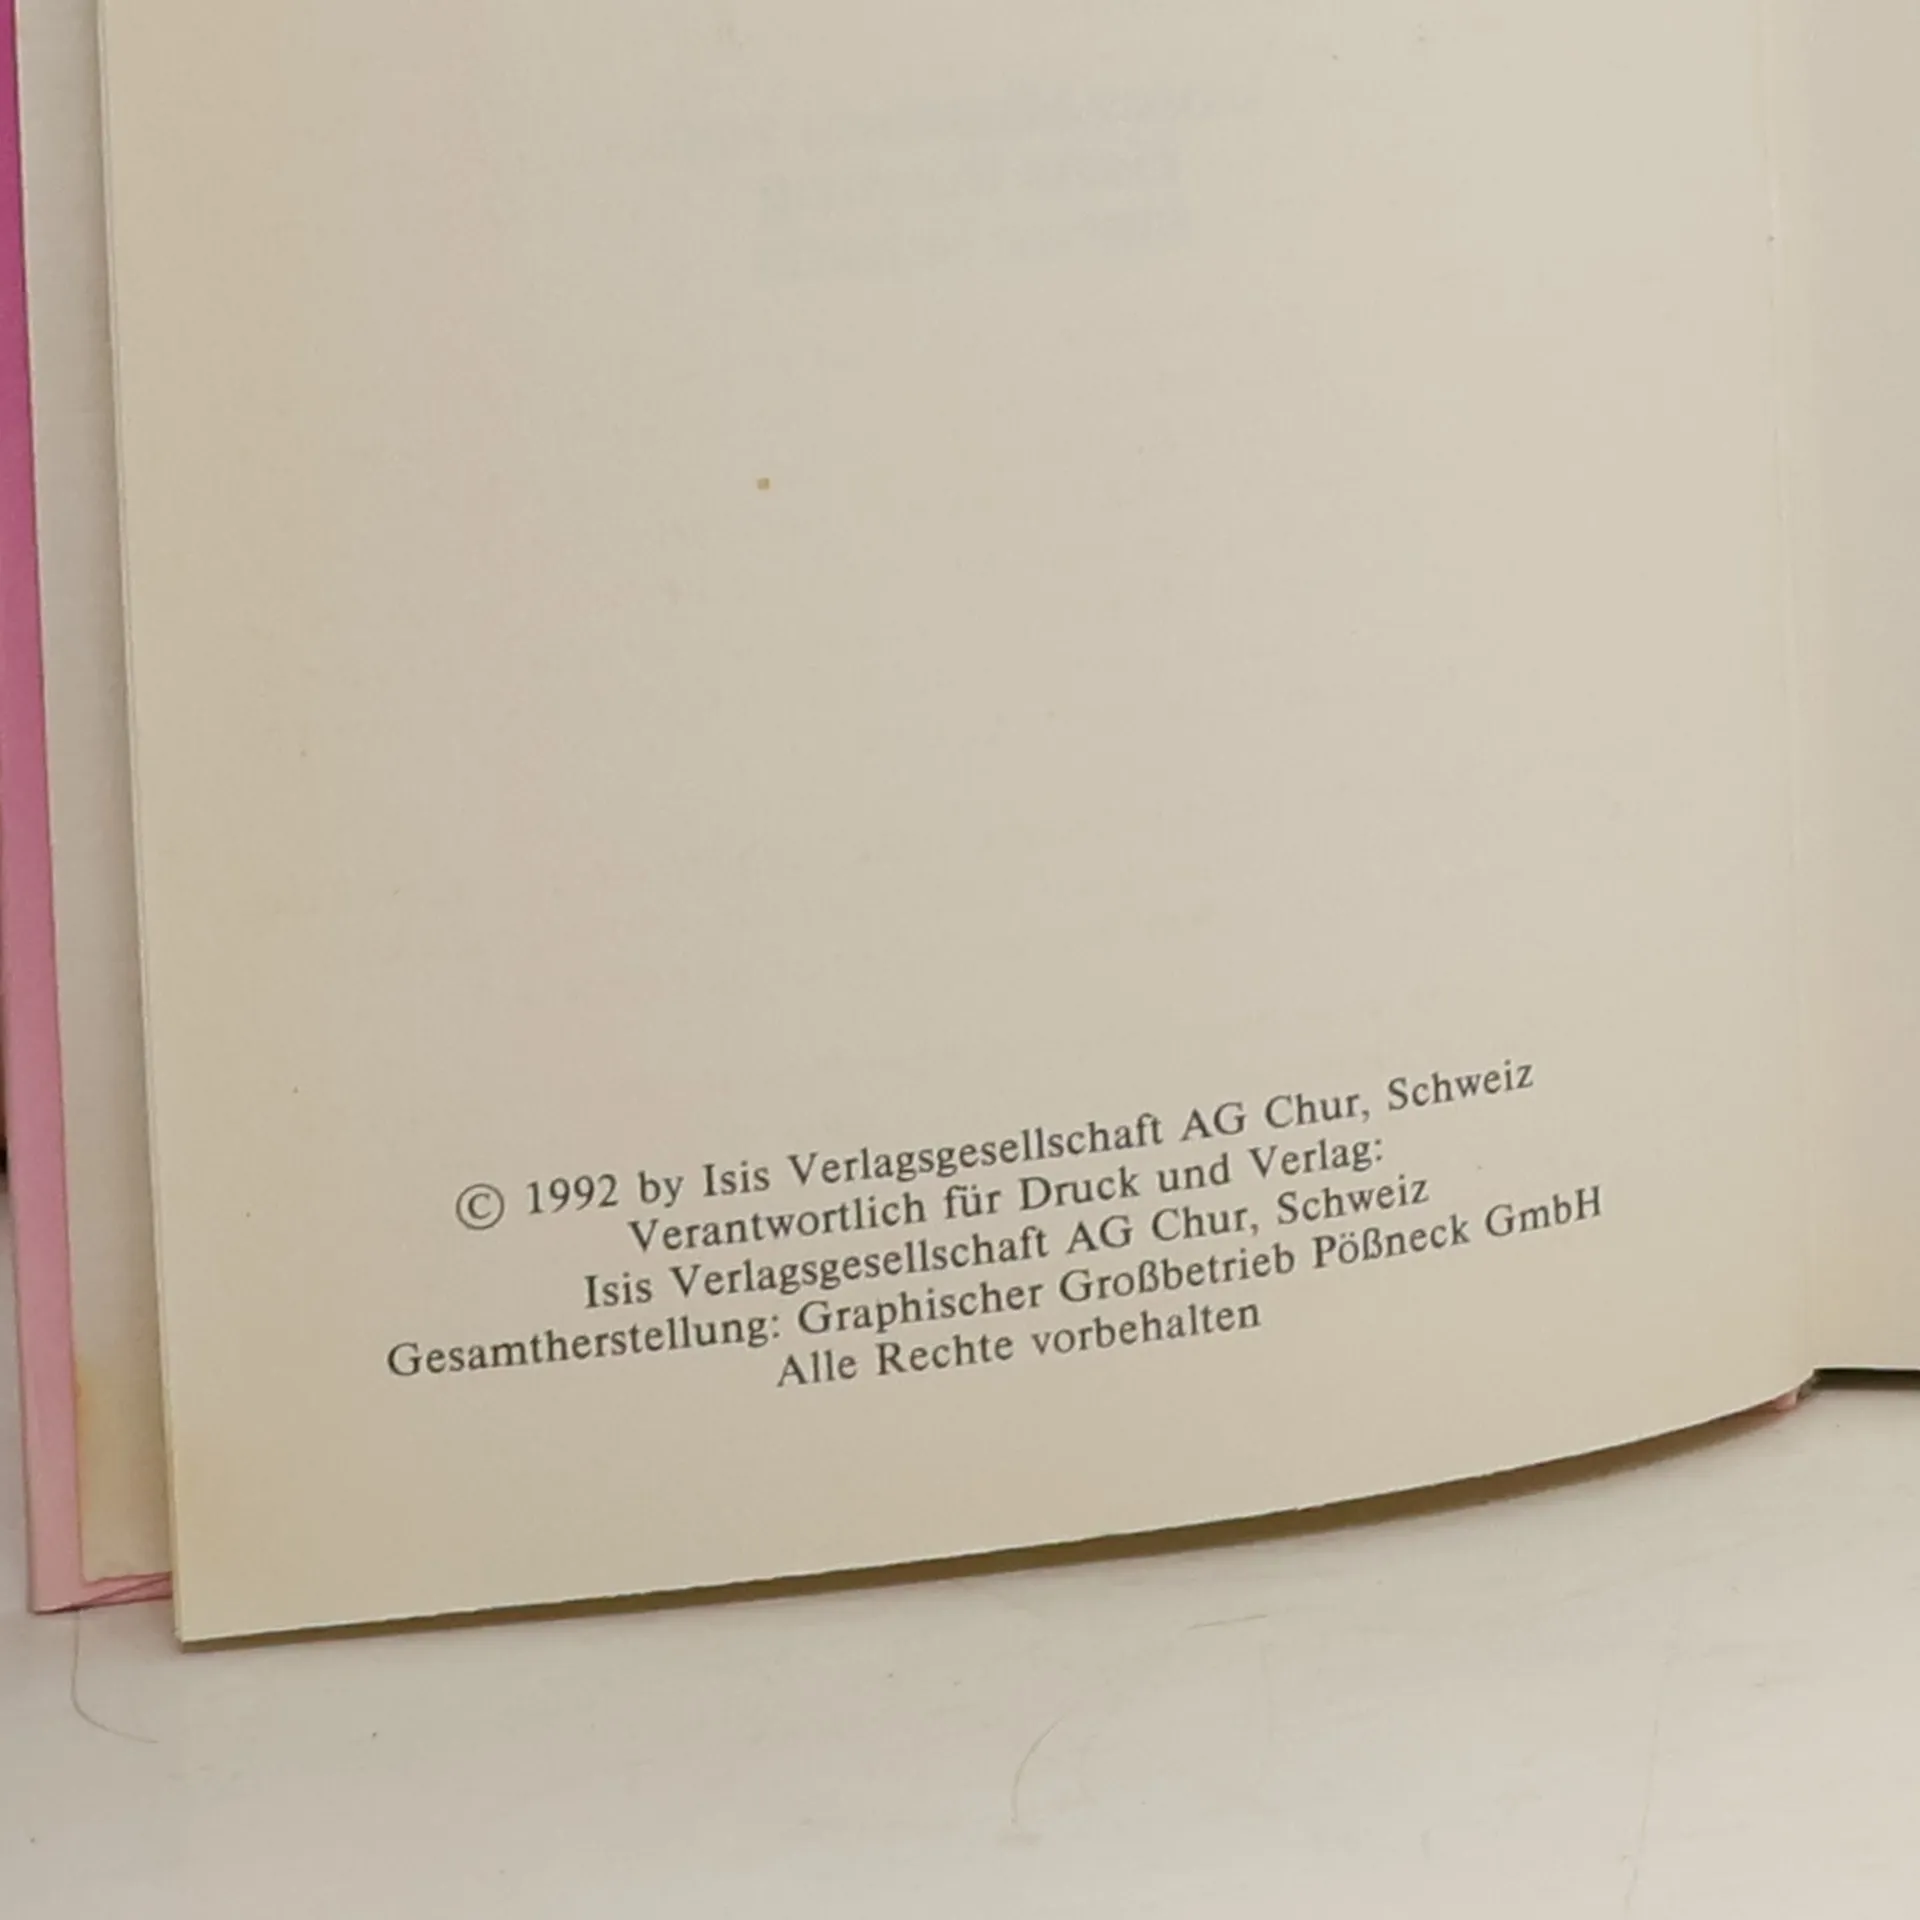 © 1992 by Isis Verlagsgesellschaft AG Chur, Schweiz
Verantwortlich für Druck und Verlag:
Isis Verlagsgesellschaft AG Chur, Schweiz
Gesamtherstellung: Graphischer Großbetrieb Pößneck GmbH
Alle Rechte vorbehalten